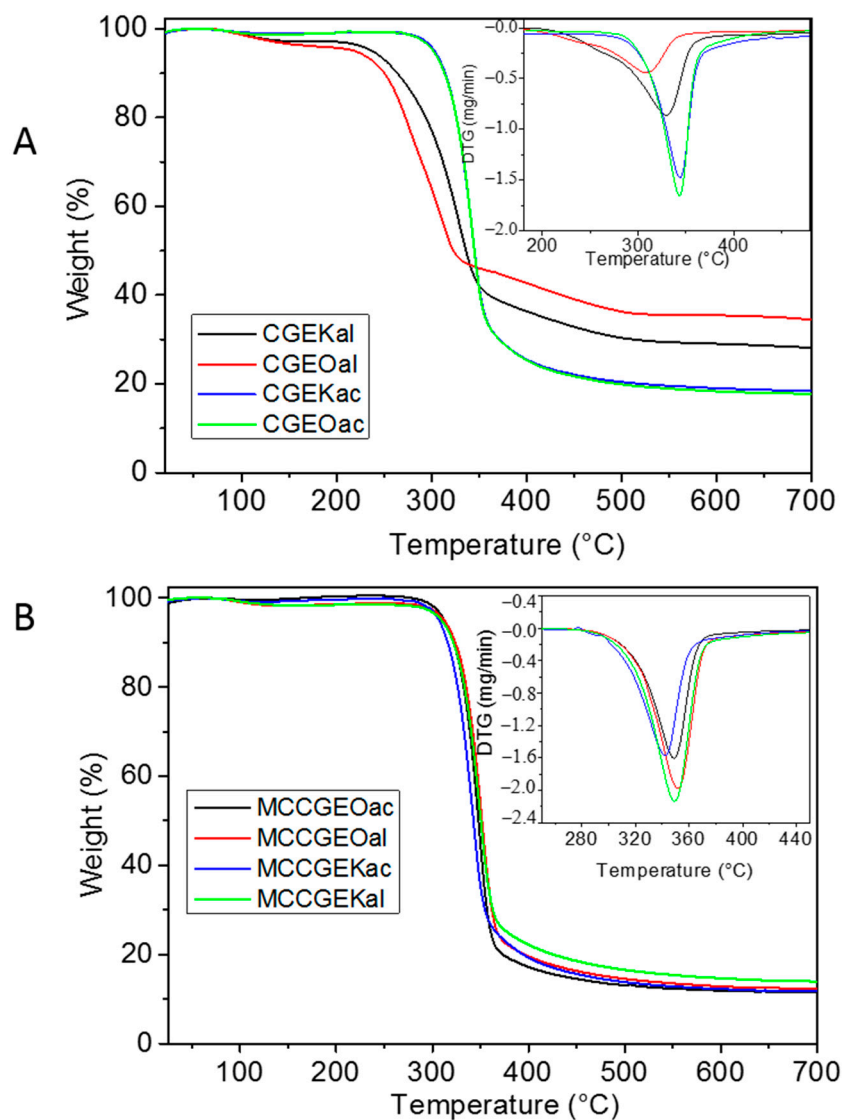 A
Weight (%)
100
80
60
40
20
0
100
200
300
400
500
600
700
Temperature (°C)
CGEKal
CGEOal
CGEKac
CGEOac
DTG (mg/min)
−0.0
−0.5
−1.0
−1.5
−2.0
200
300
400
Temperature (°C)
B
Weight (%)
100
80
60
40
20
0
100
200
300
400
500
600
700
Temperature (°C)
MCCGEOac
MCCGEOal
MCCGEKac
MCCGEKal
DTG (mg/min)
−0.4
−0.0
−0.4
−0.8
−1.2
−1.6
−2.0
−2.4
260
320
360
400
440
Temperature (°C)